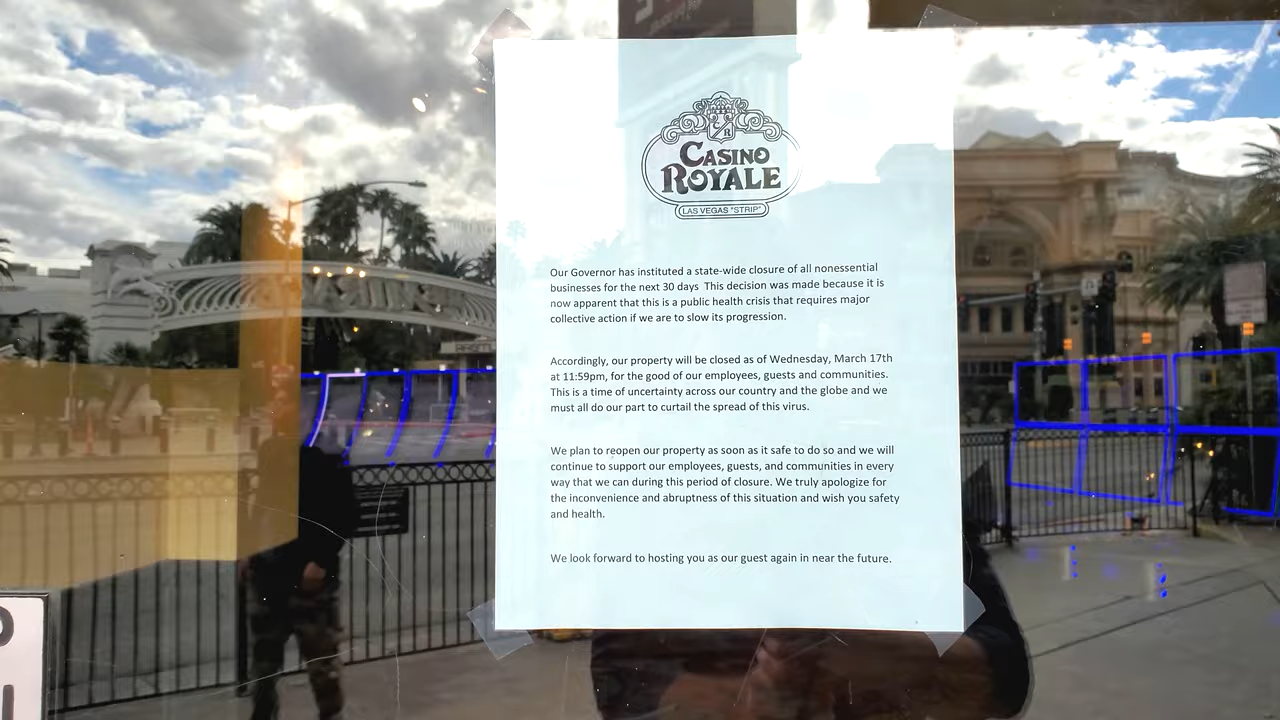 CASINO
ROYALE
LAS VEGAS "STRIP"
Our Governor has instituted a state-wide closure of all nonessential
businesses for the next 30 days  This decision was made because it is
now apparent that this is a public health crisis that requires major
collective action if we are to slow its progression.
Accordingly, our property will be closed as of Wednesday, March 17th
at 11:59pm, for the good of our employees, guests and communities.
This is a time of uncertainty across our country and the globe and we
must all do our part to curtail the spread of this virus.
We plan to reopen our property as soon as it safe to do so and we will
continue to support our employees, guests, and communities in every
way that we can during this period of closure. We truly apologize for
the inconvenience and abruptness of this situation and wish you safety
and health.
We look forward to hosting you as our guest again in near the future.